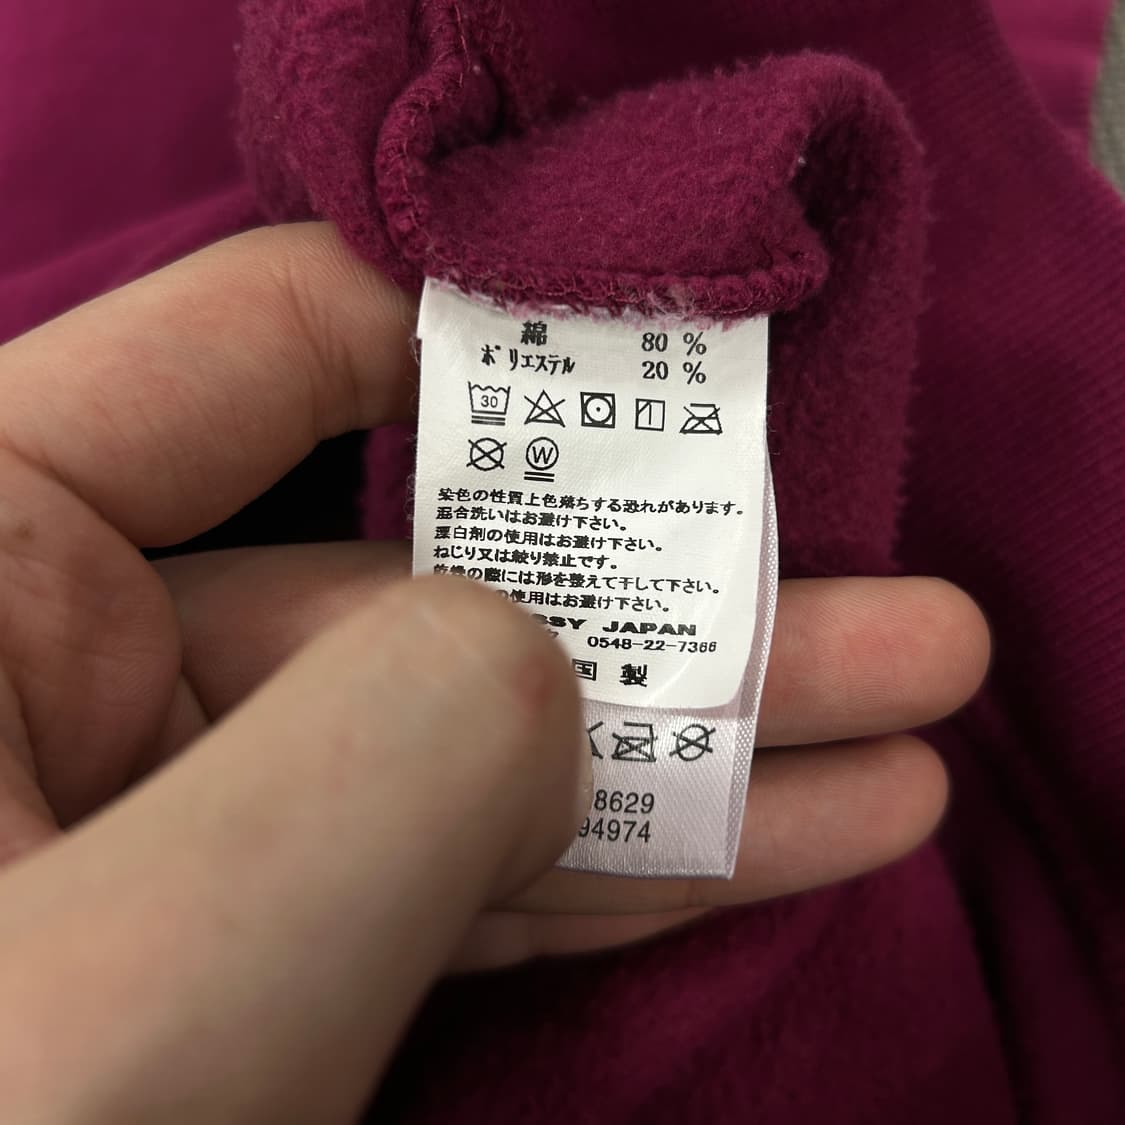 綿 80 %
ポリエステル 20 %
30
W
染色の性質上色落ちする恐れがあります。
混合洗いはお避け下さい。
漂白剤の使用はお避け下さい。
ねじり又は絞り禁止です。
乾燥の際には形を整えて干して下さい。
の使用はお避け下さい。
SSY JAPAN
0548-22-7366
国 製
8629
94974